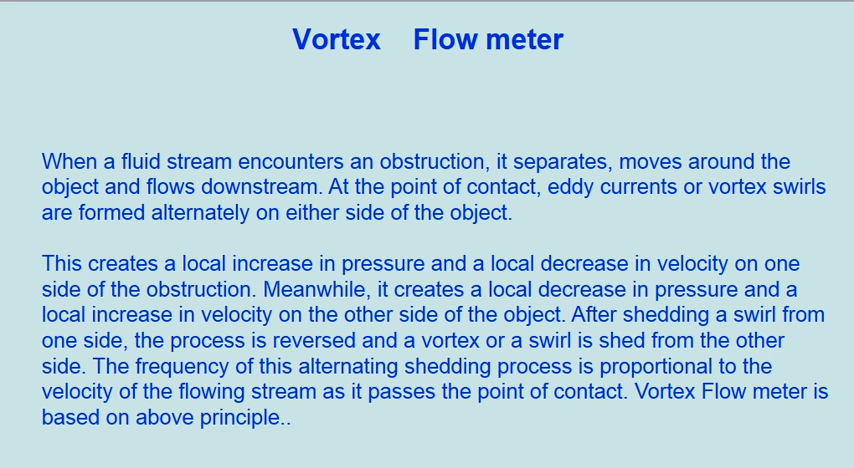 Vortex Flow meter
When a fluid stream encounters an obstruction, it separates, moves around the
object and flows downstream. At the point of contact, eddy currents or vortex swirls
are formed alternately on either side of the object.
This creates a local increase in pressure and a local decrease in velocity on one
side of the obstruction. Meanwhile, it creates a local decrease in pressure and a
local increase in velocity on the other side of the object. After shedding a swirl from
one side, the process is reversed and a vortex or a swirl is shed from the other
side. The frequency of this alternating shedding process is proportional to the
velocity of the flowing stream as it passes the point of contact. Vortex Flow meter is
based on above principle..